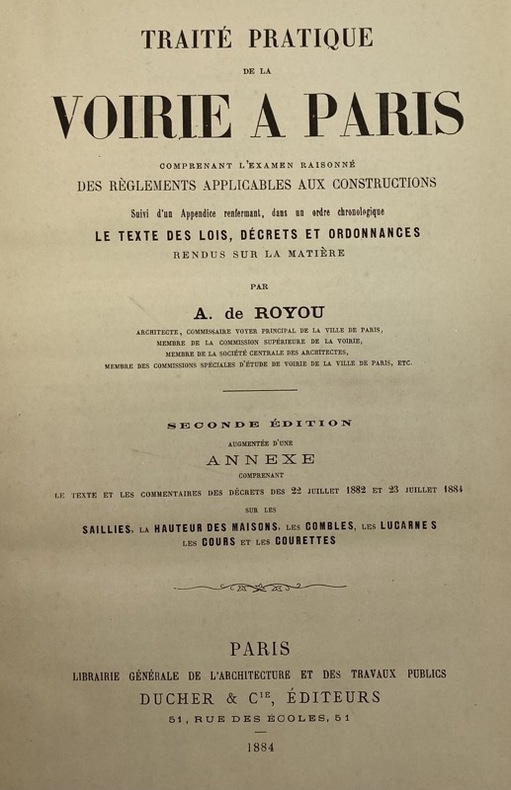 TRAITÉ PRATIQUE
DE LA
VOIRIE A PARIS
COMPRENANT L'EXAMEN RAISONNÉ
DES RÈGLEMENTS APPLICABLES AUX CONSTRUCTIONS
Suivi d'un Appendice renfermant, dans un ordre chronologique
LE TEXTE DES LOIS, DÉCRETS ET ORDONNANCES
RENDUS SUR LA MATIÈRE
PAR
A. de ROYOU
ARCHITECTE, COMMISSAIRE VOYER PRINCIPAL DE LA VILLE DE PARIS,
MEMBRE DE LA COMMISSION SUPÉRIEURE DE LA VOIRIE,
MEMBRE DE LA SOCIÉTÉ CENTRALE DES ARCHITECTES,
MEMBRE DES COMMISSIONS SPÉCIALES D'ÉTUDE DE VOIRIE DE LA VILLE DE PARIS, ETC.
SECONDE ÉDITION
AUGMENTÉE D'UNE
ANNEXE
COMPRENANT
LE TEXTE ET LES COMMENTAIRES DES DÉCRETS DES 22 JUILLET 1882 ET 23 JUILLET 1884
SUR LES
SAILLIES, LA HAUTEUR DES MAISONS, LES COMBLES, LES LUCARNES
LES COURS ET LES COURETTES
PARIS
LIBRAIRIE GÉNÉRALE DE L'ARCHITECTURE ET DES TRAVAUX PUBLICS
DUCHER & CIE, ÉDITEURS
51, RUE DES ÉCOLES, 51
1884